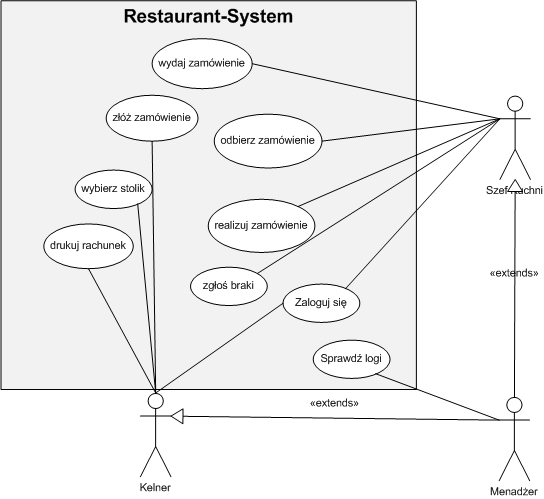 Restaurant-System
wydaj zamówienie
złóż zamówienie
odbierz zamówienie
wybierz stolik
Szef kuchni
realizuj zamówienie
drukuj rachunek
«extends»
zgłoś braki
Zaloguj się
Sprawdź logi
«extends»
Kelner
Menadżer